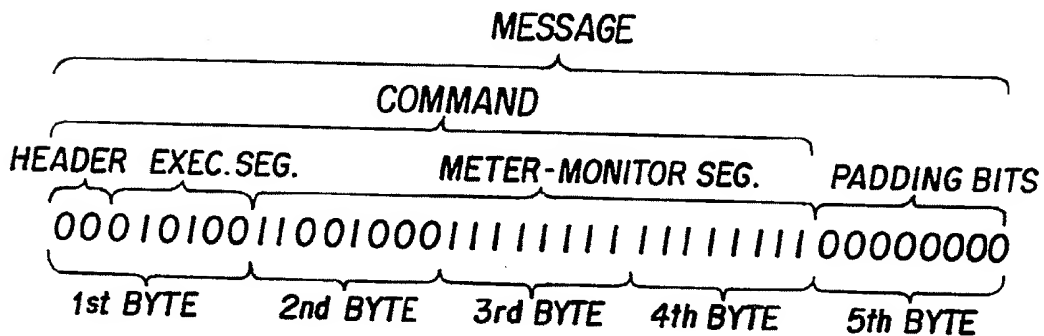 MESSAGE
COMMAND
HEADER EXEC. SEG. METER-MONITOR SEG. PADDING BITS
0001010011001000111111111111111100000000
1st BYTE 2nd BYTE 3rd BYTE 4th BYTE 5th BYTE